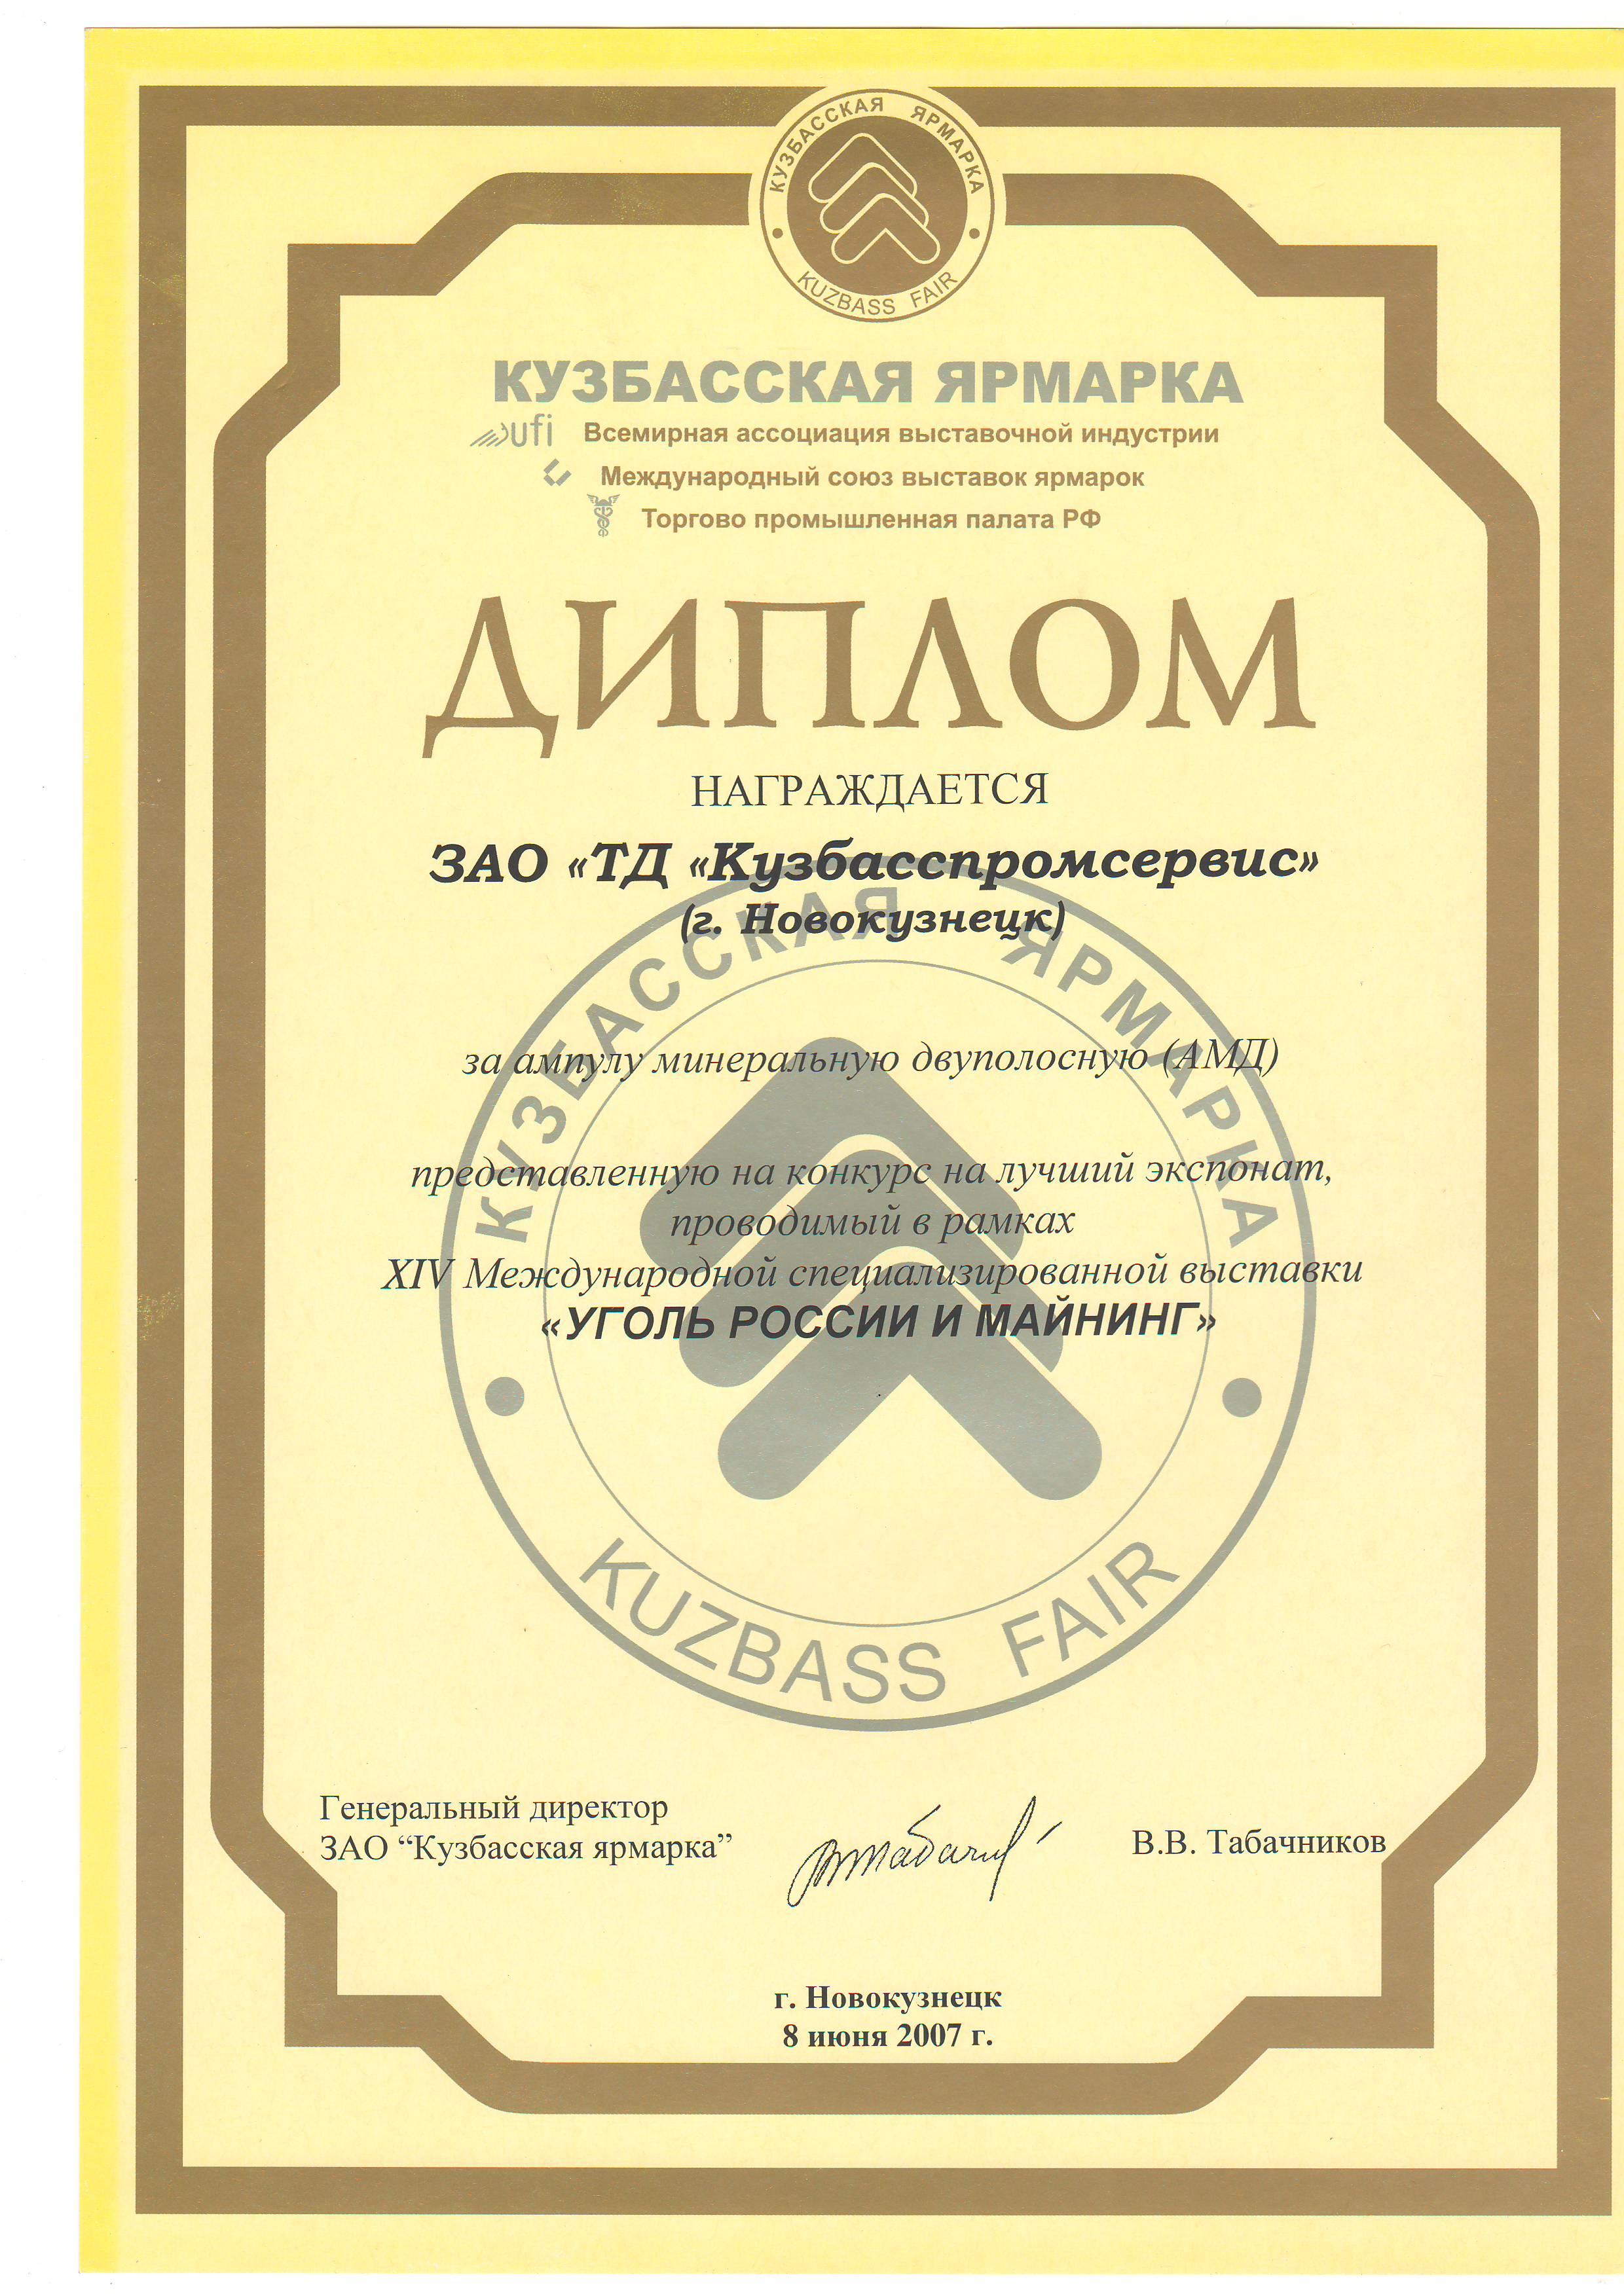 КУЗБАССКАЯ ЯРМАРКА
KUZBASS FAIR
КУЗБАССКАЯ ЯРМАРКА
ufi Всемирная ассоциация выставочной индустрии
Международный союз выставок ярмарок
Торгово промышленная палата РФ
ДИПЛОМ
НАГРАЖДАЕТСЯ
ЗАО «ТД «Кузбасспромсервис»
(г. Новокузнецк)
КУЗБАССКАЯ ЯРМАРКА
за ампулу минеральную двуполосную (АМД)
представленную на конкурс на лучший экспонат,
проводимый в рамках
XIV Международной специализированной выставки
«УГОЛЬ РОССИИ И МАЙНИНГ»
KUZBASS FAIR
Генеральный директор
ЗАО “Кузбасская ярмарка”
В.В. Табачников
г. Новокузнецк
8 июня 2007 г.